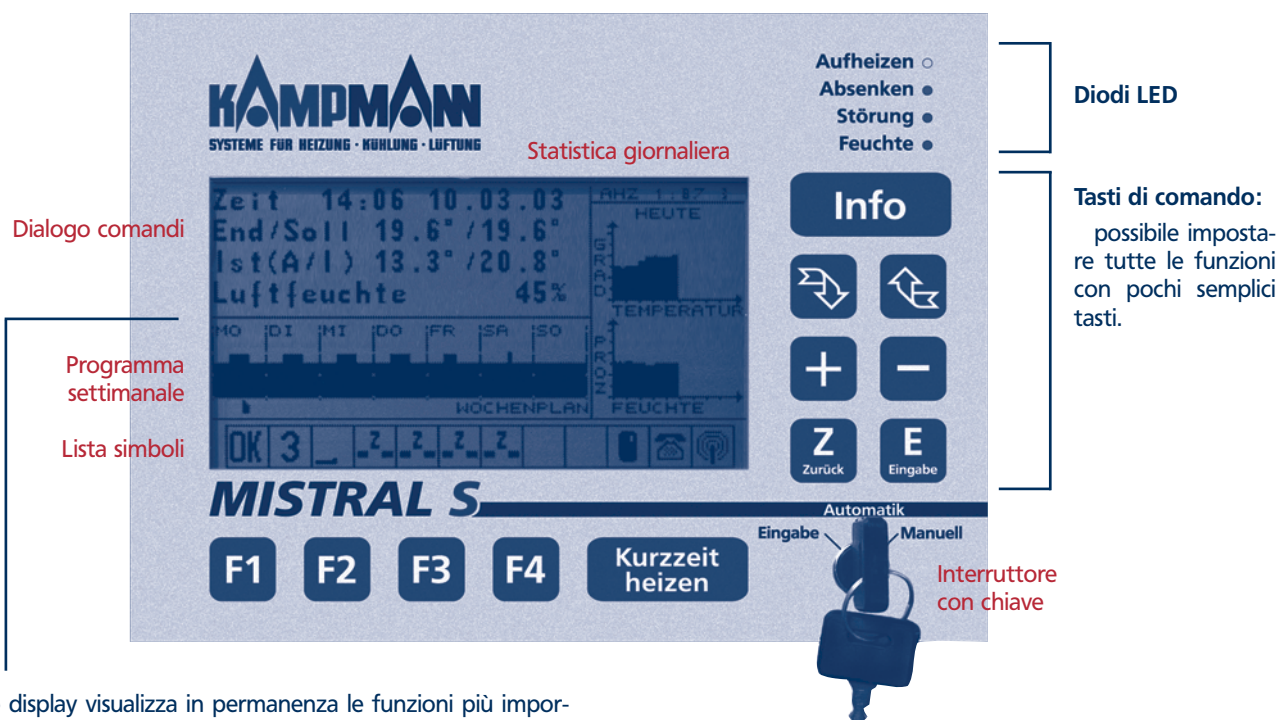 KAMPMANN
SYSTEME FÜR HEIZUNG · KÜHLUNG · LÜFTUNG
Aufheizen
Absenken
Störung
Feuchte
Diodi LED
Statistica giornaliera
Dialogo comandi
Zeit 14:06 10.03.03
End/Soll 19.6°/19.6°
Ist(A/I) 13.3°/20.8°
Luftfeuchte 45%
AHZ 1:87
HEUTE
GRAD
TEMPERATUR
PROZ
FEUCHTE
MO DI MI DO FR SA SO
WOCHENPLAN
Programma
settimanale
Lista simboli
OK 3 _ Z Z Z Z
Info
+ −
Z
Zurück
E
Eingabe
Tasti di comando:
possibile imposta-
re tutte le funzioni
con pochi semplici
tasti.
MISTRAL S
Automatik
Eingabe
Manuell
F1 F2 F3 F4
Kurzzeit
heizen
Interruttore
con chiave
display visualizza in permanenza le funzioni più impor-